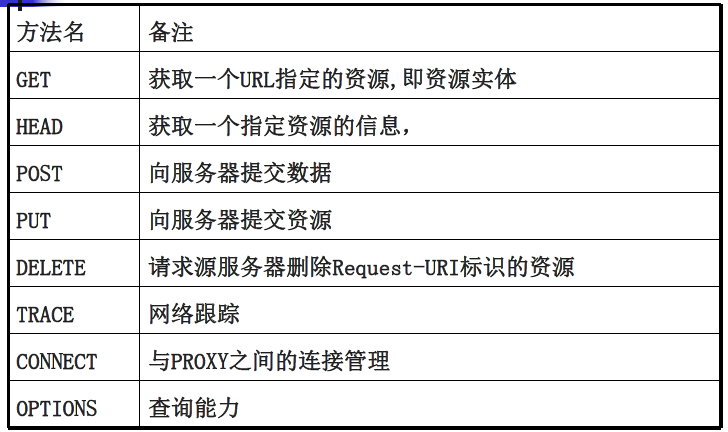 方法名 备注
GET 获取一个URL指定的资源,即资源实体
HEAD 获取一个指定资源的信息，
POST 向服务器提交数据
PUT 向服务器提交资源
DELETE 请求源服务器删除Request-URI标识的资源
TRACE 网络跟踪
CONNECT 与PROXY之间的连接管理
OPTIONS 查询能力